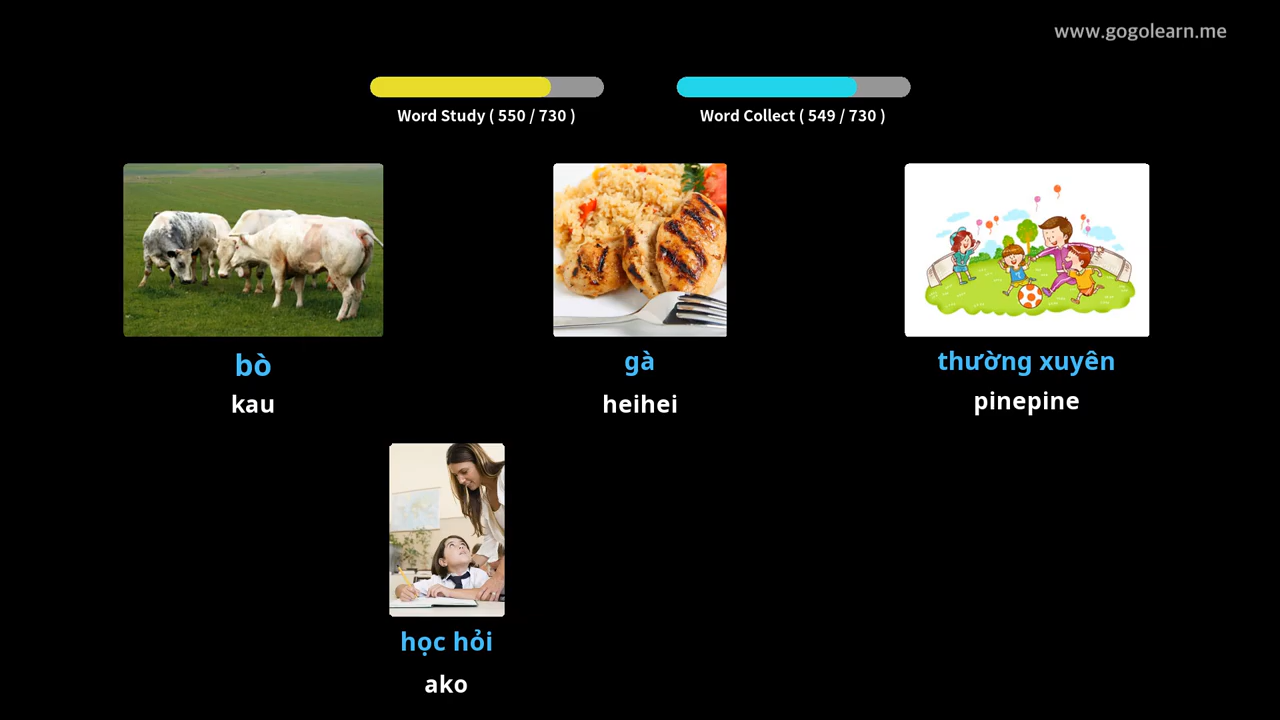 www.gogolearn.me
Word Study ( 550 / 730 )
Word Collect ( 549 / 730 )
bò
kau
gà
heihei
thường xuyên
pinepine
học hỏi
ako